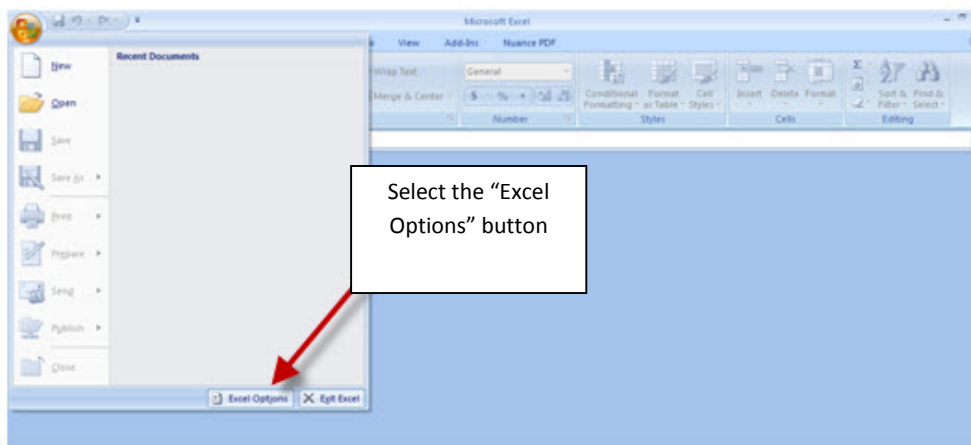 Microsoft Excel
View Add-Ins Nuance PDF
New
Open
Save
Save As
Print
Prepare
Send
Publish
Close
Recent Documents
Wrap Text
Merge & Center
General
$ %
Number
Conditional Formatting
Format as Table
Cell Styles
Styles
Insert Delete Format
Cells
Σ
Sort & Filter
Find & Select
Editing
Select the “Excel
Options” button
Excel Options
Exit Excel